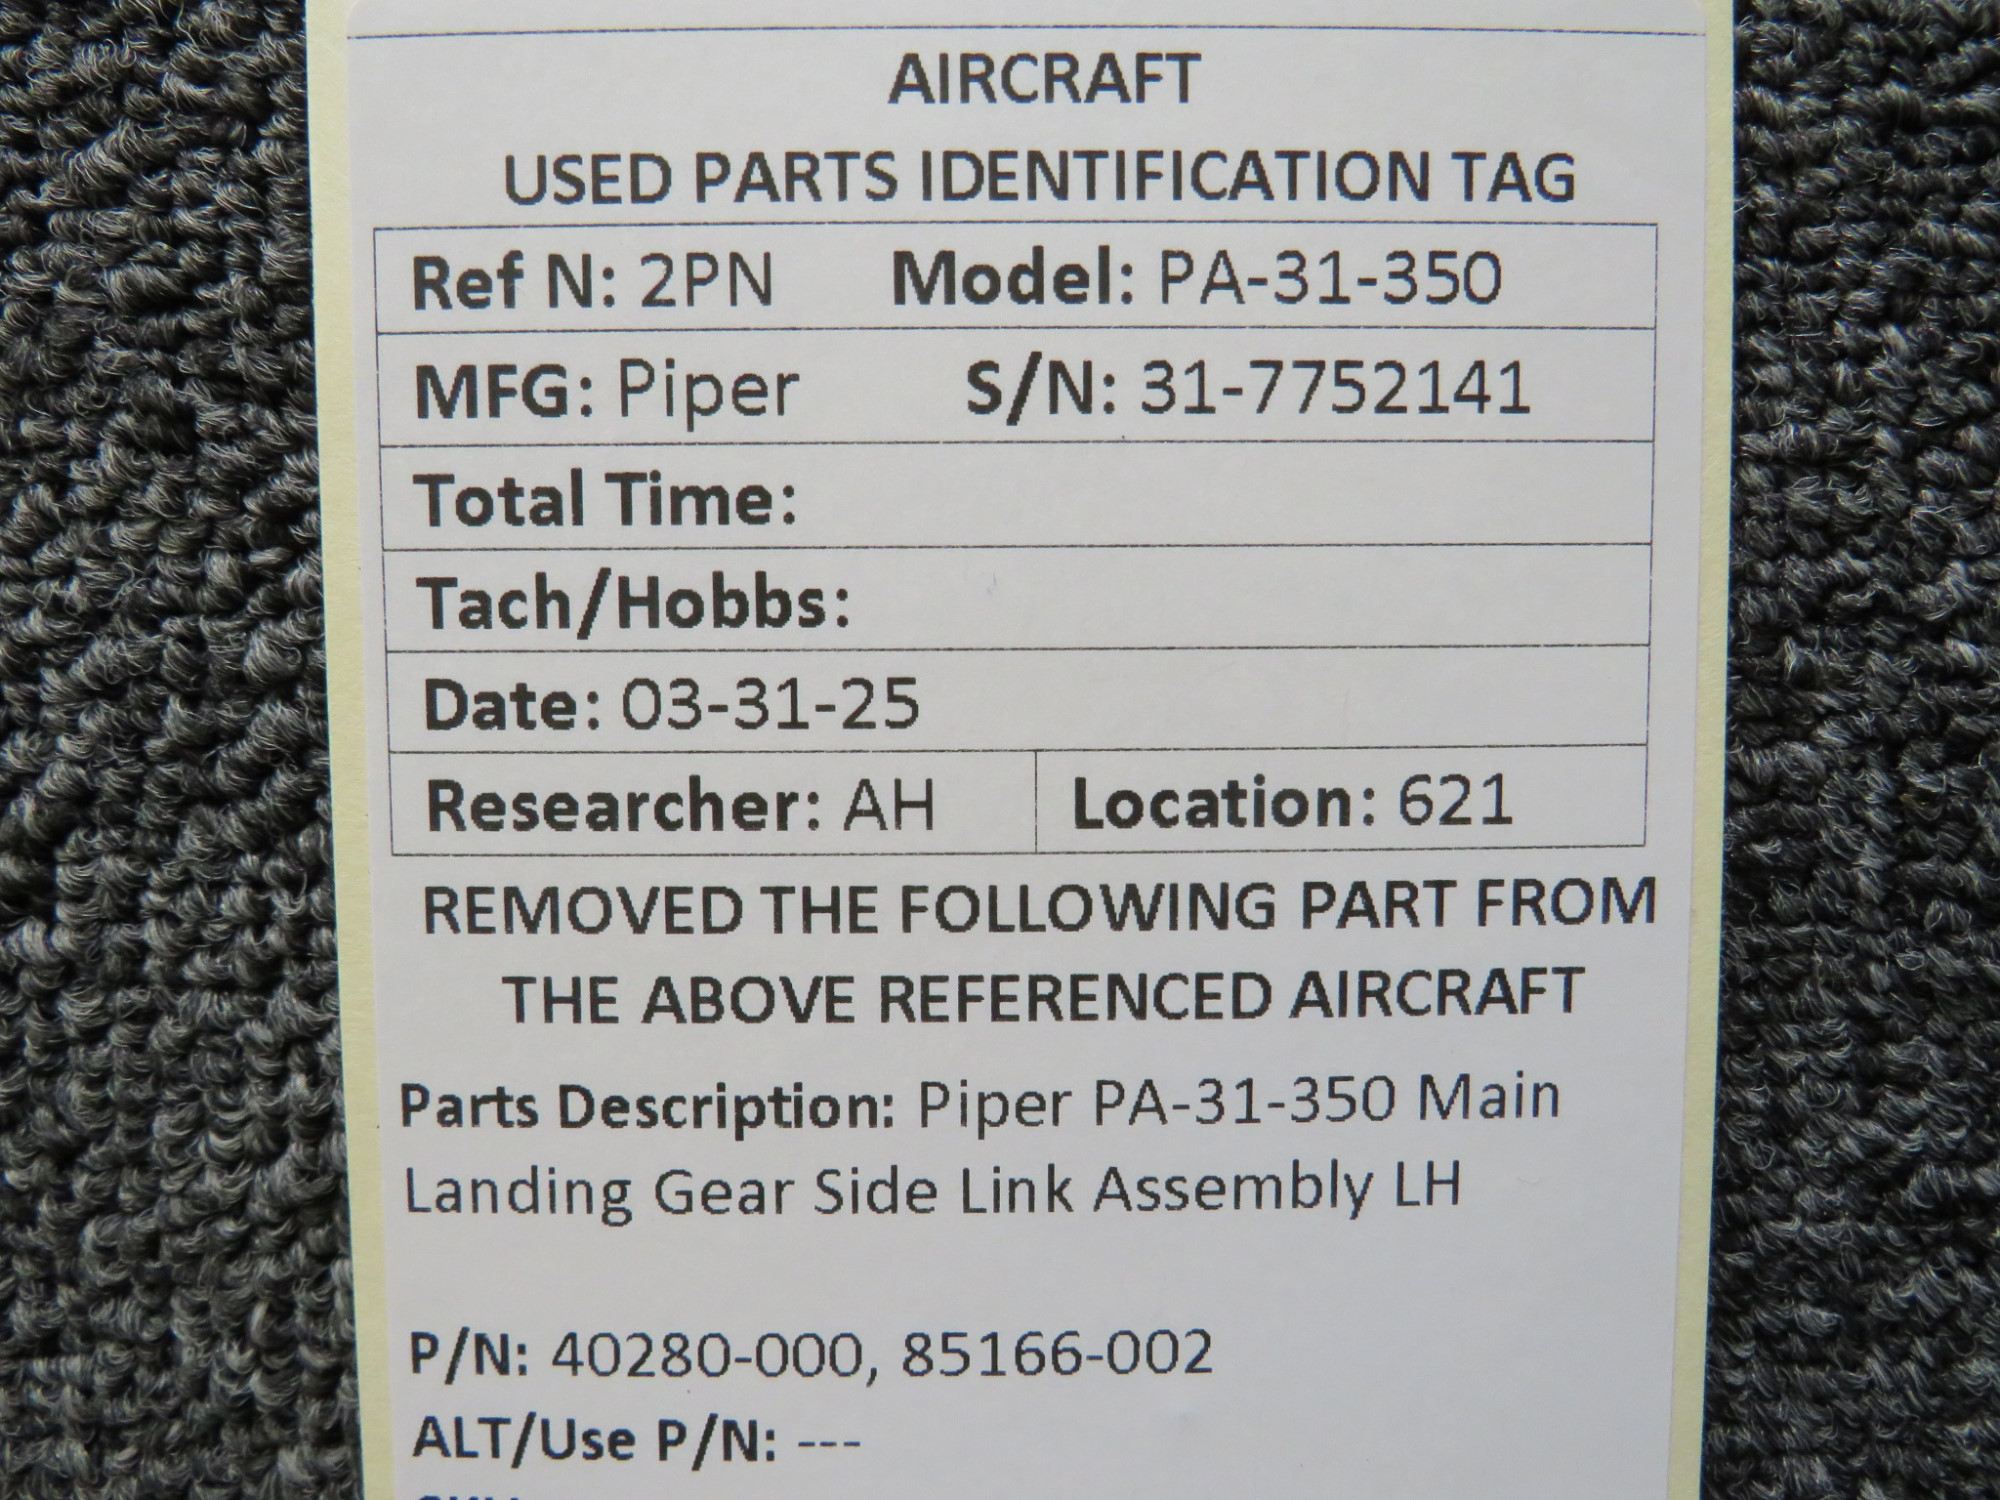 AIRCRAFT
USED PARTS IDENTIFICATION TAG
Ref N: 2PN Model: PA-31-350
MFG: Piper S/N: 31-7752141
Total Time:
Tach/Hobbs:
Date: 03-31-25
Researcher: AH Location: 621
REMOVED THE FOLLOWING PART FROM
THE ABOVE REFERENCED AIRCRAFT
Parts Description: Piper PA-31-350 Main
Landing Gear Side Link Assembly LH
P/N: 40280-000, 85166-002
ALT/Use P/N: ---